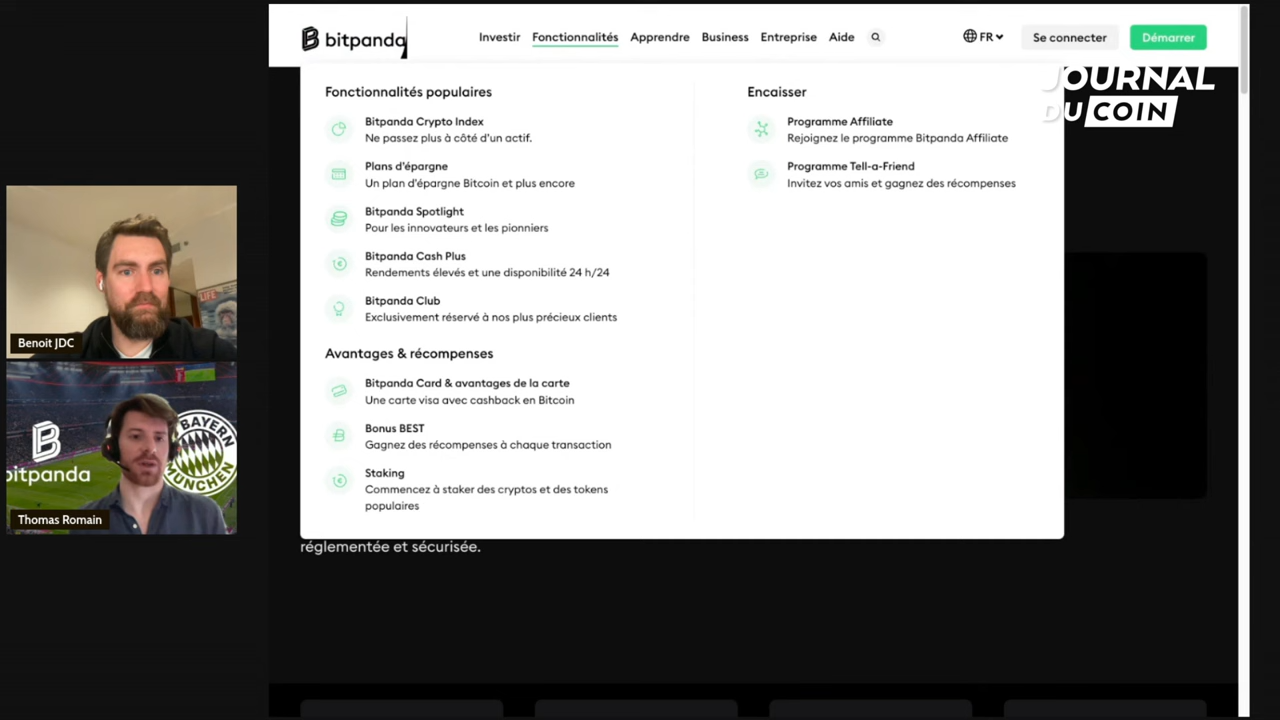 bitpanda
Investir
Fonctionnalités
Apprendre
Business
Entreprise
Aide
FR
Se connecter
Démarrer
JOURNAL
DU COIN
Fonctionnalités populaires
Bitpanda Crypto Index
Ne passez plus à côté d'un actif.
Plans d'épargne
Un plan d'épargne Bitcoin et plus encore
Bitpanda Spotlight
Pour les innovateurs et les pionniers
Bitpanda Cash Plus
Rendements élevés et une disponibilité 24 h/24
Bitpanda Club
Exclusivement réservé à nos plus précieux clients
Avantages & récompenses
Bitpanda Card & avantages de la carte
Une carte visa avec cashback en Bitcoin
Bonus BEST
Gagnez des récompenses à chaque transaction
Staking
Commencez à staker des cryptos et des tokens
populaires
Encaisser
Programme Affiliate
Rejoignez le programme Bitpanda Affiliate
Programme Tell-a-Friend
Invitez vos amis et gagnez des récompenses
réglementée et sécurisée.
LIFE
Benoit JDC
bitpanda
BAYERN
MÜNCHEN
Thomas Romain